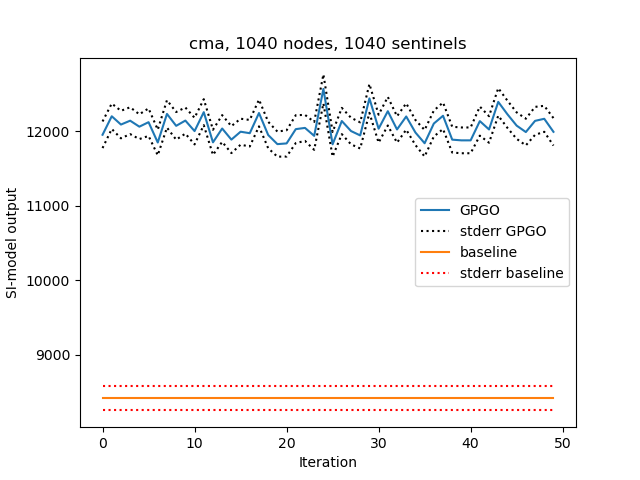 cma, 1040 nodes, 1040 sentinels
SI-model output
12000
11000
10000
9000
GPGO
stderr GPGO
baseline
stderr baseline
0 10 20 30 40 50
Iteration